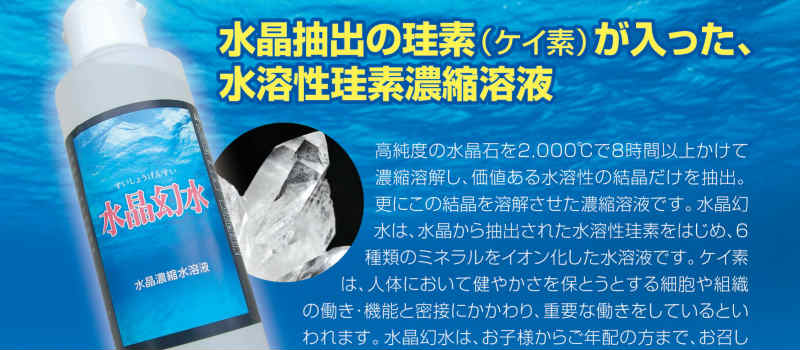 水晶抽出の珪素（ケイ素）が入った、
水溶性珪素濃縮溶液
高純度の水晶石を2.000℃で8時間以上かけて
濃縮溶解し、価値ある水溶性の結晶だけを抽出。
更にこの結晶を溶解させた濃縮溶液です。水晶幻
水は、水晶から抽出された水溶性珪素をはじめ、6
種類のミネラルをイオン化した水溶液です。ケイ素
は、人体において健やかさを保とうとする細胞や組織
の働き・機能と密接にかかわり、重要な働きをしているとい
われます。水晶幻水は、お子様からご年配の方まで、お召し
すいしょうげんすい
水晶幻水
水晶濃縮水溶液